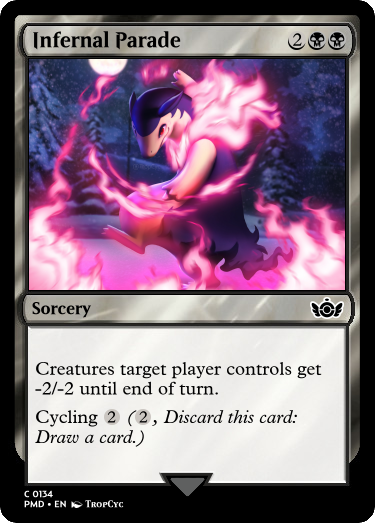 Infernal Parade 2
Sorcery
Creatures target player controls get
-2/-2 until end of turn.
Cycling 2 (2, Discard this card:
Draw a card.)
C 0134
PMD • EN TropCyc